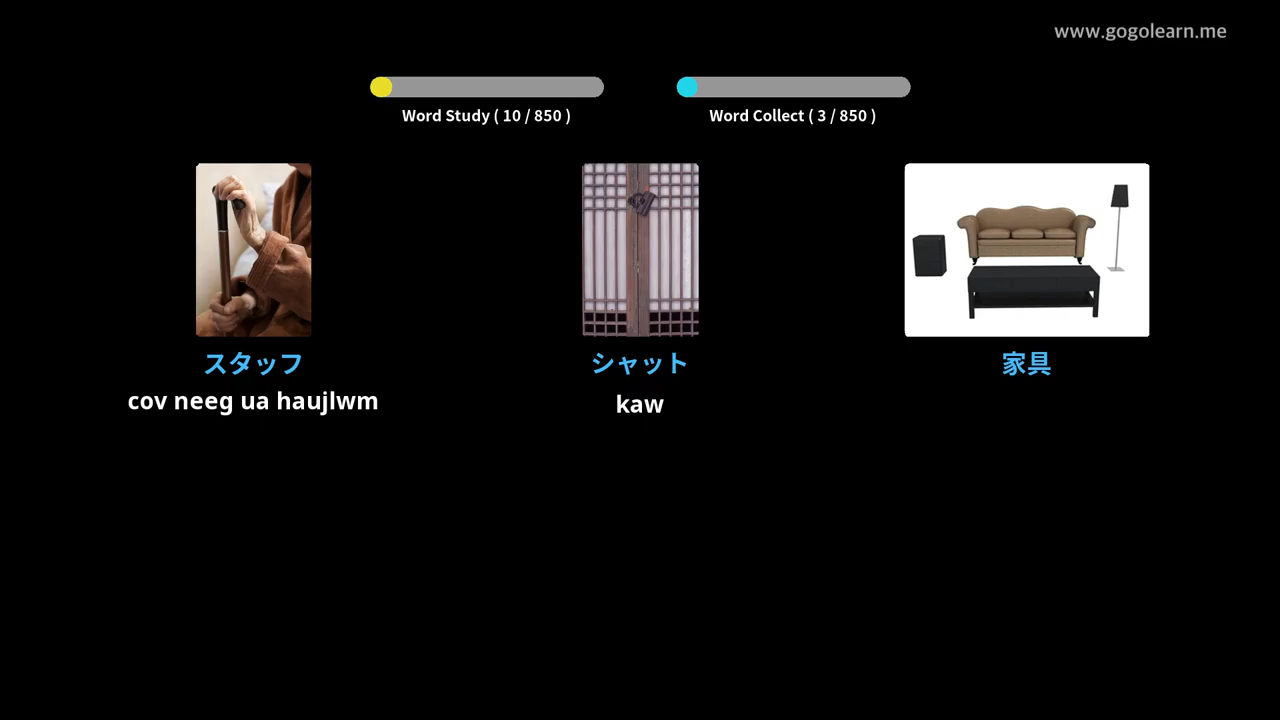 www.gogolearn.me
Word Study ( 10 / 850 )
Word Collect ( 3 / 850 )
スタッフ
シャット
家具
cov neeg ua haujlwm
kaw